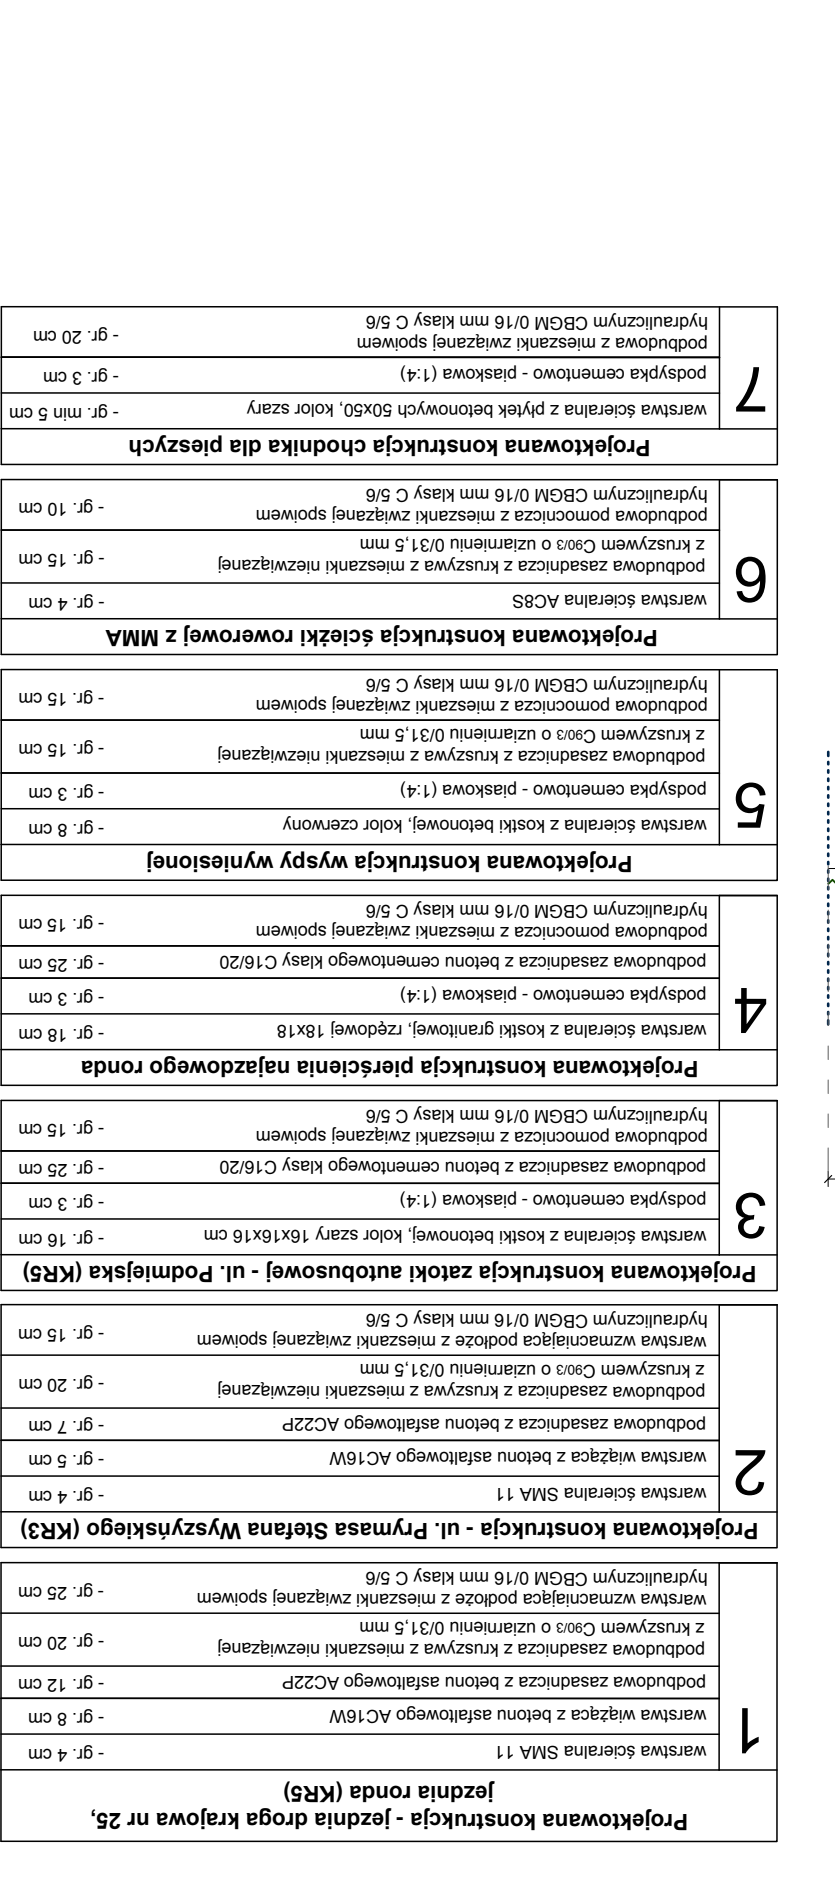 Projektowana konstrukcja - jezdnia droga krajowa nr 25,
jezdnia ronda (KR5)
1
warstwa ścieralna SMA 11 - gr. 4 cm
warstwa wiążąca z betonu asfaltowego AC16W - gr. 8 cm
podbudowa zasadnicza z betonu asfaltowego AC22P - gr. 12 cm
podbudowa zasadnicza z kruszywa z mieszanki niezwiązanej
z kruszywem C90/3 o uziarnieniu 0/31,5 mm - gr. 20 cm
warstwa wzmacniająca podłoże z mieszanki związanej spoiwem
hydraulicznym CBGM 0/16 mm klasy C 5/6 - gr. 25 cm
Projektowana konstrukcja - ul. Prymasa Stefana Wyszyńskiego (KR3)
2
warstwa ścieralna SMA 11 - gr. 4 cm
warstwa wiążąca z betonu asfaltowego AC16W - gr. 5 cm
podbudowa zasadnicza z betonu asfaltowego AC22P - gr. 7 cm
podbudowa zasadnicza z kruszywa z mieszanki niezwiązanej
z kruszywem C90/3 o uziarnieniu 0/31,5 mm - gr. 20 cm
warstwa wzmacniająca podłoże z mieszanki związanej spoiwem
hydraulicznym CBGM 0/16 mm klasy C 5/6 - gr. 15 cm
Projektowana konstrukcja zatoki autobusowej - ul. Podmiejska (KR5)
3
warstwa ścieralna z kostki betonowej, kolor szary 16x16x16 cm - gr. 16 cm
podsypka cementowo - piaskowa (1:4) - gr. 3 cm
podbudowa zasadnicza z betonu cementowego klasy C16/20 - gr. 25 cm
podbudowa pomocnicza z mieszanki związanej spoiwem
hydraulicznym CBGM 0/16 mm klasy C 5/6 - gr. 15 cm
Projektowana konstrukcja pierścienia najazdowego ronda
4
warstwa ścieralna z kostki granitowej, rzędowej 18x18 - gr. 18 cm
podsypka cementowo - piaskowa (1:4) - gr. 3 cm
podbudowa zasadnicza z betonu cementowego klasy C16/20 - gr. 25 cm
podbudowa pomocnicza z mieszanki związanej spoiwem
hydraulicznym CBGM 0/16 mm klasy C 5/6 - gr. 15 cm
Projektowana konstrukcja wyspy wyniesionej
5
warstwa ścieralna z kostki betonowej, kolor czerwony - gr. 8 cm
podsypka cementowo - piaskowa (1:4) - gr. 3 cm
podbudowa zasadnicza z kruszywa z mieszanki niezwiązanej
z kruszywem C90/3 o uziarnieniu 0/31,5 mm - gr. 15 cm
podbudowa pomocnicza z mieszanki związanej spoiwem
hydraulicznym CBGM 0/16 mm klasy C 5/6 - gr. 15 cm
Projektowana konstrukcja ścieżki rowerowej z MMA
6
warstwa ścieralna AC8S - gr. 4 cm
podbudowa zasadnicza z kruszywa z mieszanki niezwiązanej
z kruszywem C90/3 o uziarnieniu 0/31,5 mm - gr. 15 cm
podbudowa pomocnicza z mieszanki związanej spoiwem
hydraulicznym CBGM 0/16 mm klasy C 5/6 - gr. 10 cm
Projektowana konstrukcja chodnika dla pieszych
7
warstwa ścieralna z płytek betonowych 50x50, kolor szary - gr. min 5 cm
podsypka cementowo - piaskowa (1:4) - gr. 3 cm
podbudowa z mieszanki związanej spoiwem
hydraulicznym CBGM 0/16 mm klasy C 5/6 - gr. 20 cm